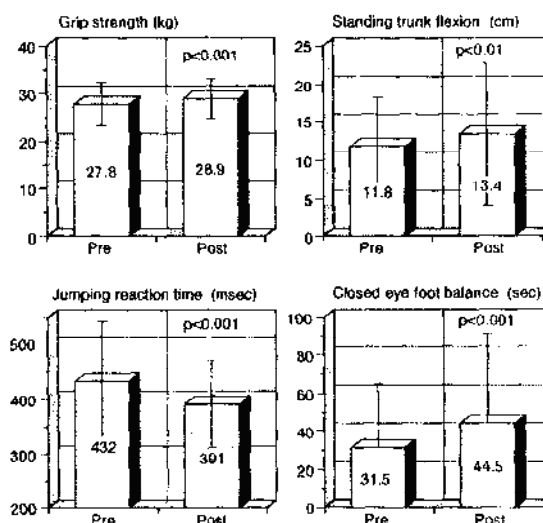 Grip strength (kg)
p<0.001
40
30
20
10
0
27.8
28.9
Pre
Post
Standing trunk flexion (cm)
p<0.01
25
20
15
10
5
0
11.8
13.4
Pre
Post
Jumping reaction time (msec)
p<0.001
500
400
300
200
432
391
Pre
Post
Closed eye foot balance (sec)
p<0.001
100
80
60
40
20
0
31.5
44.5
Pre
Post